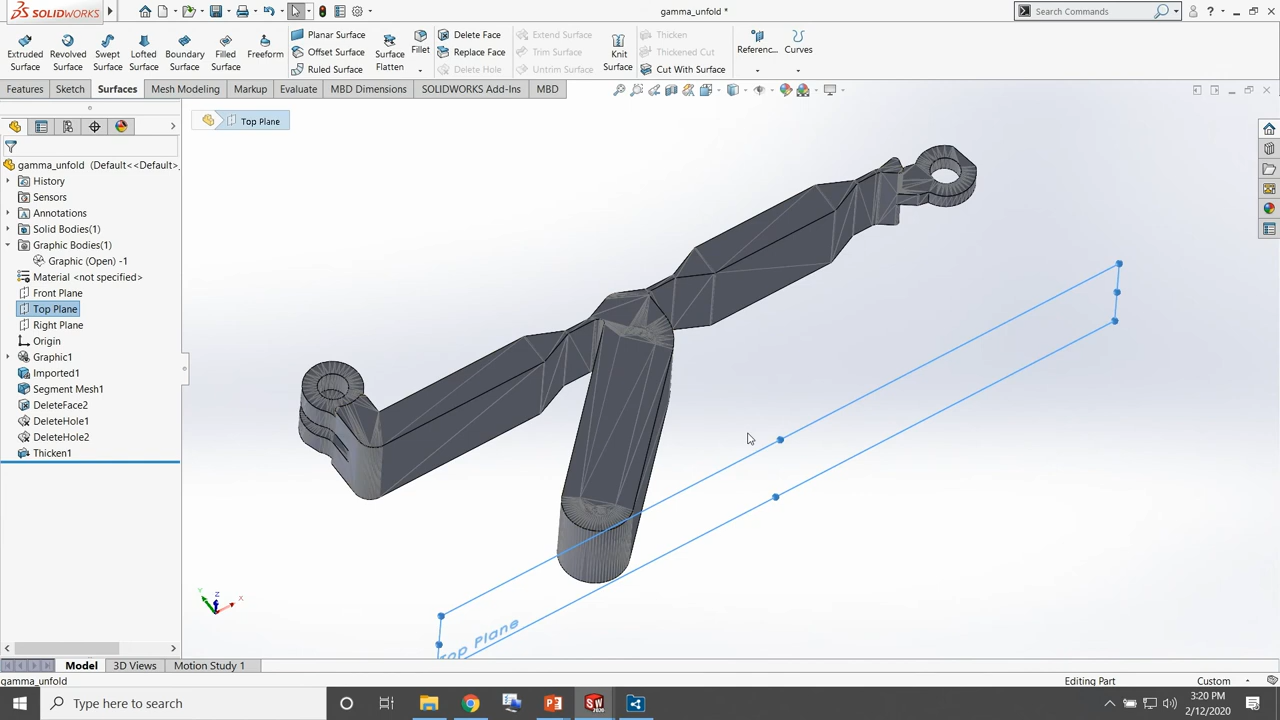 SOLIDWORKS
gamma_unfold *
Search Commands
Extruded Surface
Revolved Surface
Swept Surface
Lofted Surface
Boundary Surface
Filled Surface
Freeform
Planar Surface
Offset Surface
Ruled Surface
Surface Flatten
Fillet
Delete Face
Replace Face
Delete Hole
Extend Surface
Trim Surface
Untrim Surface
Knit Surface
Thicken
Thickened Cut
Cut With Surface
Referenc...
Curves
Features
Sketch
Surfaces
Mesh Modeling
Markup
Evaluate
MBD Dimensions
SOLIDWORKS Add-Ins
MBD
Top Plane
gamma_unfold (Default<<Default>_
History
Sensors
Annotations
Solid Bodies(1)
Graphic Bodies(1)
Graphic (Open) -1
Material <not specified>
Front Plane
Top Plane
Right Plane
Origin
Graphic1
Imported1
Segment Mesh1
DeleteFace2
DeleteHole1
DeleteHole2
Thicken1
Top Plane
Y
Z
X
Model
3D Views
Motion Study 1
gamma_unfold
Editing Part
Custom
Type here to search
3:20 PM
2/12/2020